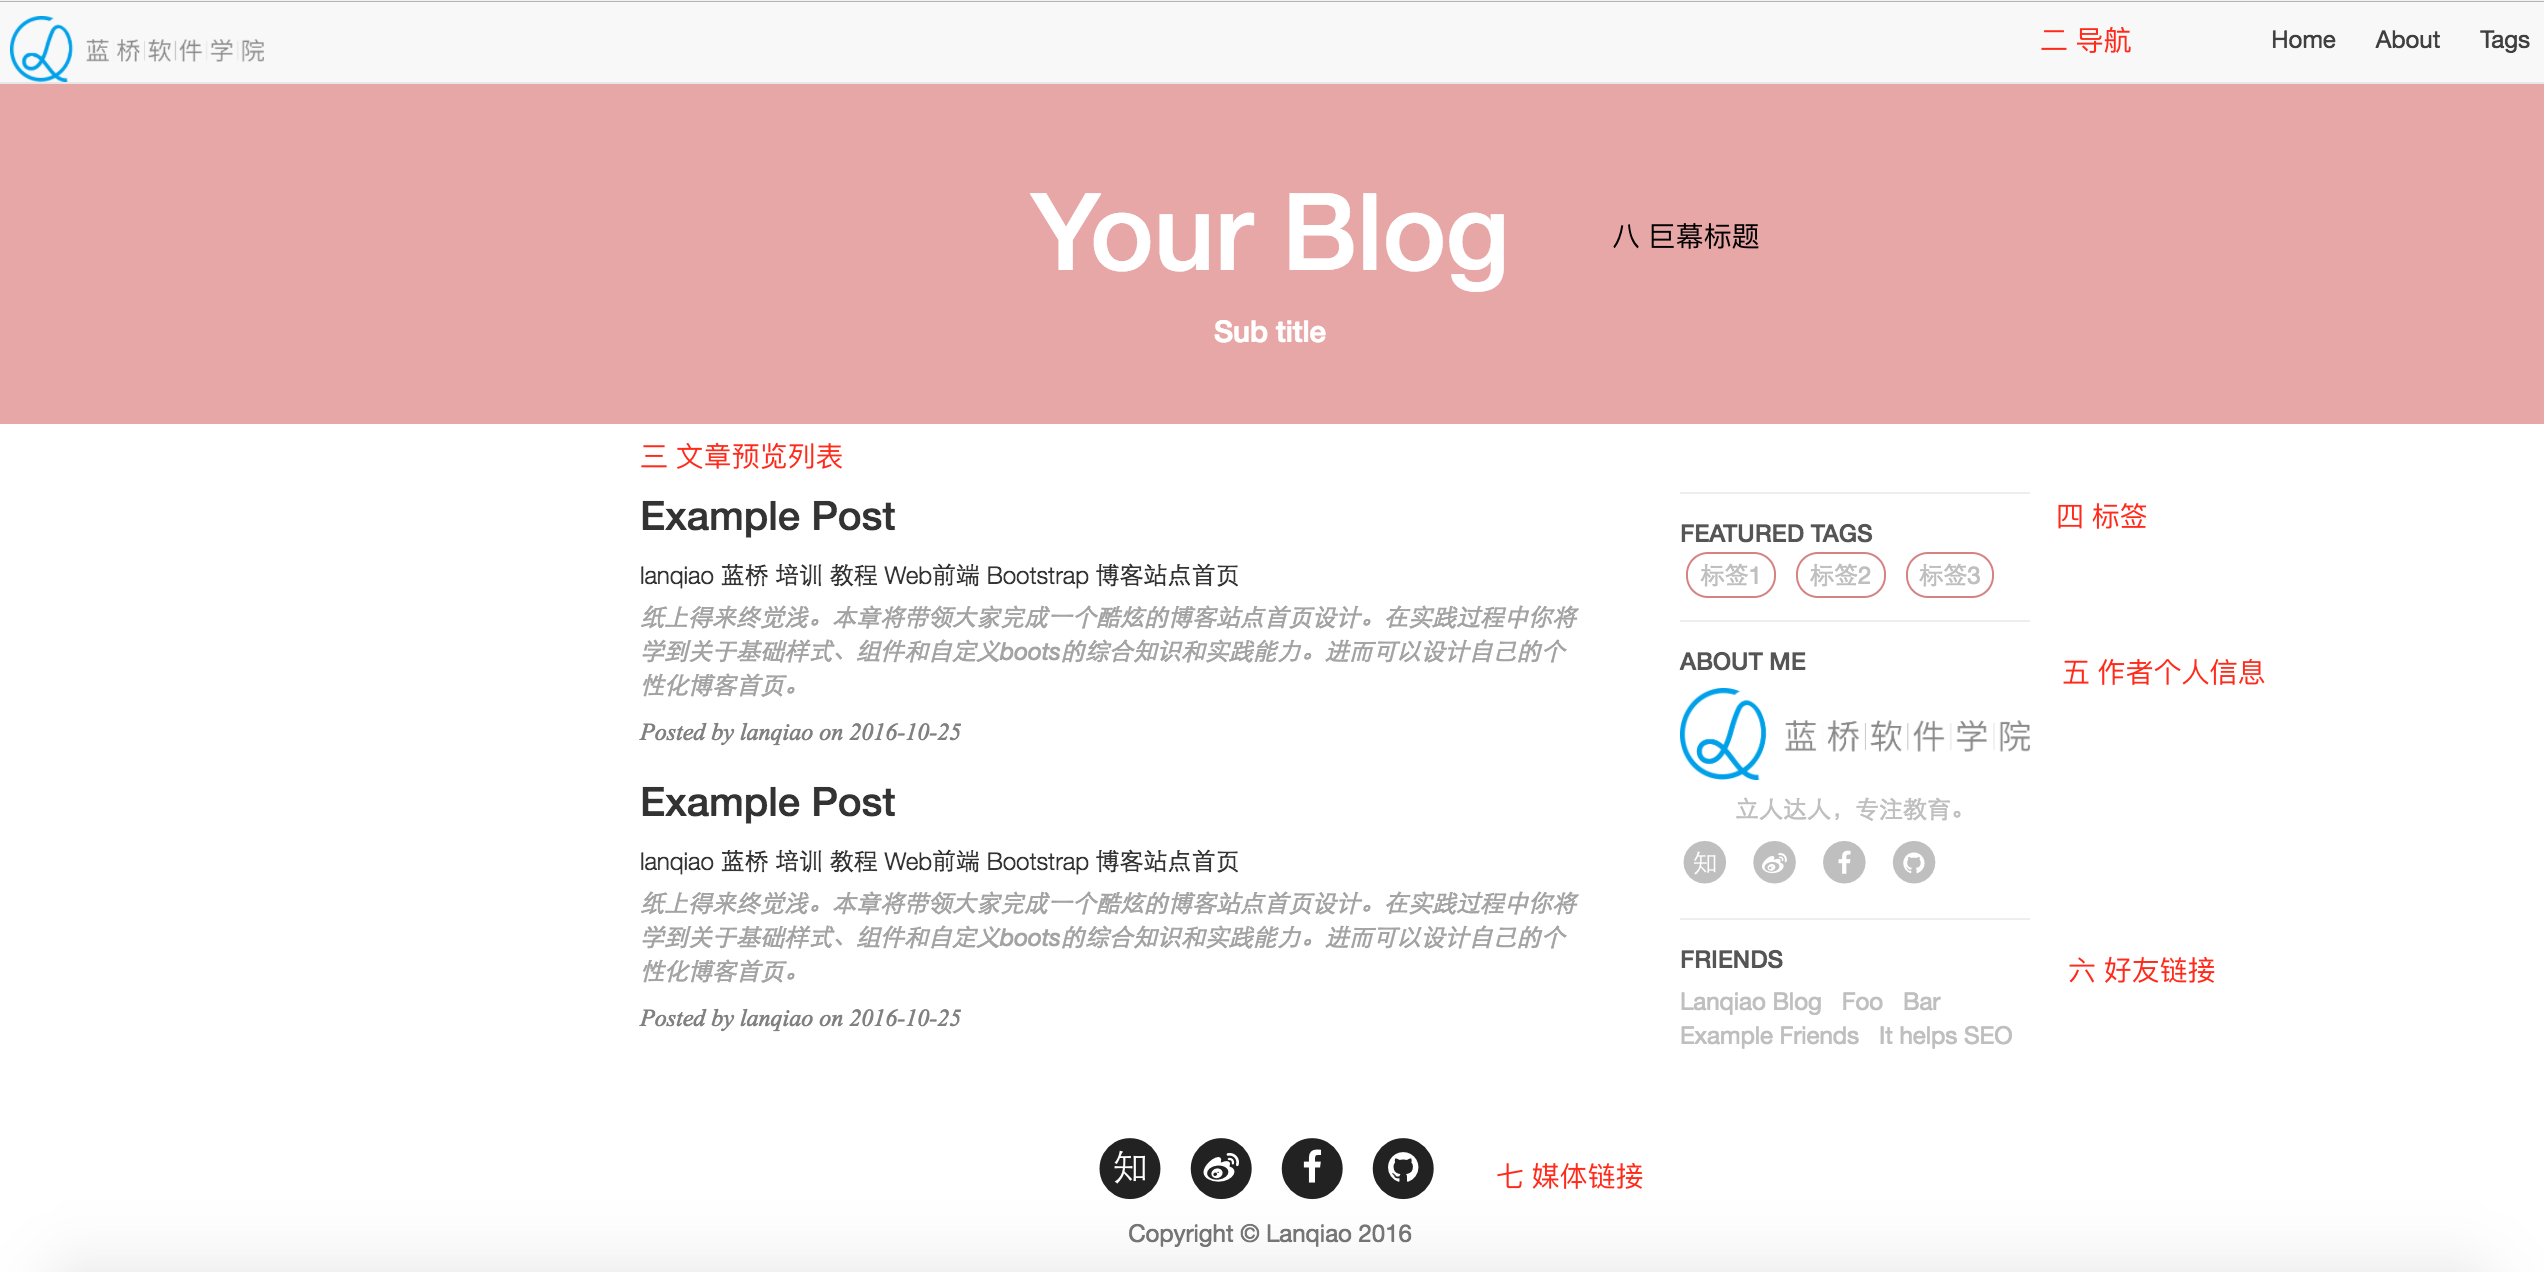 蓝桥软件学院
二 导航
Home About Tags
Your Blog
八 巨幕标题
Sub title
三 文章预览列表
Example Post
lanqiao 蓝桥 培训 教程 Web前端 Bootstrap 博客站点首页
纸上得来终觉浅。本章将带领大家完成一个酷炫的博客站点首页设计。在实践过程中你将
学到关于基础样式、组件和自定义boots的综合知识和实践能力。进而可以设计自己的个
性化博客首页。
Posted by lanqiao on 2016-10-25
Example Post
lanqiao 蓝桥 培训 教程 Web前端 Bootstrap 博客站点首页
纸上得来终觉浅。本章将带领大家完成一个酷炫的博客站点首页设计。在实践过程中你将
学到关于基础样式、组件和自定义boots的综合知识和实践能力。进而可以设计自己的个
性化博客首页。
Posted by lanqiao on 2016-10-25
四 标签
FEATURED TAGS
标签1 标签2 标签3
ABOUT ME
五 作者个人信息
蓝桥软件学院
立人达人，专注教育。
知
FRIENDS
六 好友链接
Lanqiao Blog Foo Bar
Example Friends It helps SEO
知
七 媒体链接
Copyright © Lanqiao 2016